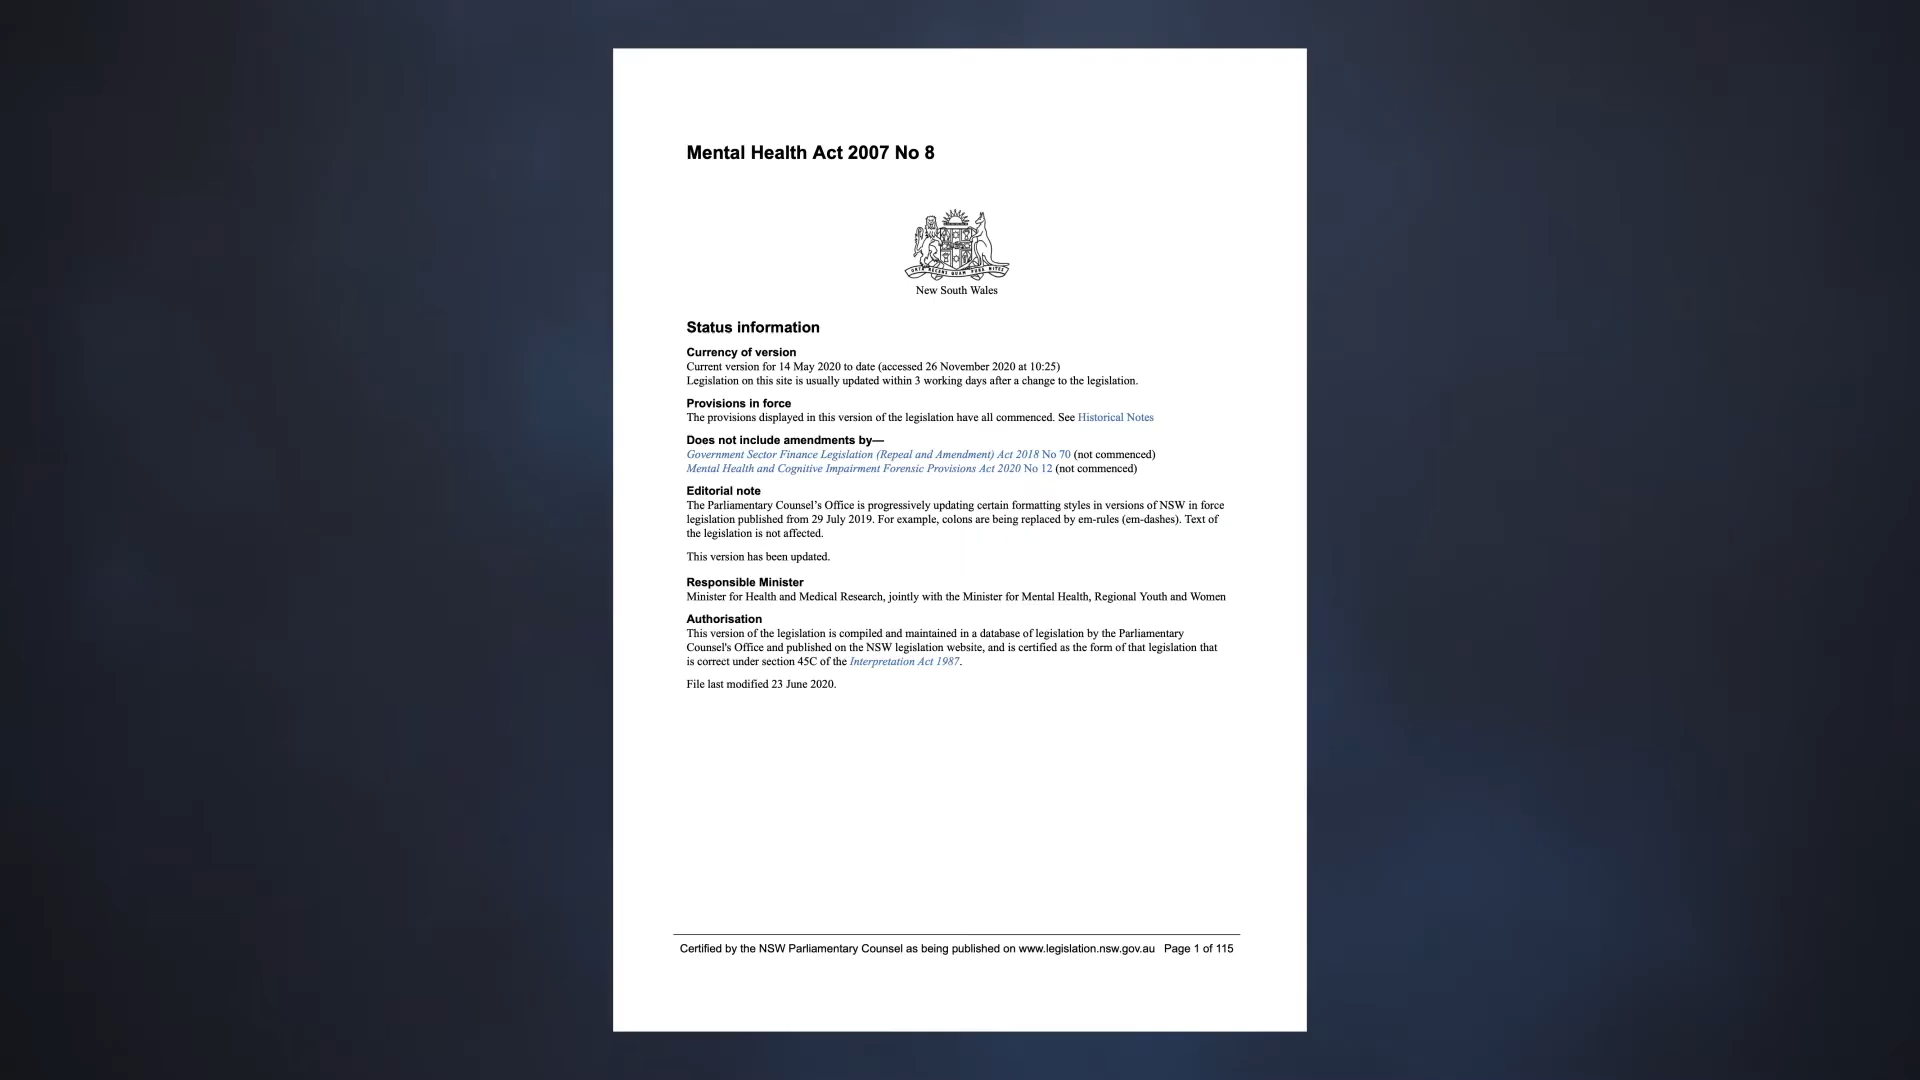 Mental Health Act 2007 No 8
New South Wales
Status information
Currency of version
Current version for 14 May 2020 to date (accessed 26 November 2020 at 10:25)
Legislation on this site is usually updated within 3 working days after a change to the legislation.
Provisions in force
The provisions displayed in this version of the legislation have all commenced. See Historical Notes
Does not include amendments by—
Government Sector Finance Legislation (Repeal and Amendment) Act 2018 No 70 (not commenced)
Mental Health and Cognitive Impairment Forensic Provisions Act 2020 No 12 (not commenced)
Editorial note
The Parliamentary Counsel’s Office is progressively updating certain formatting styles in versions of NSW in force
legislation published from 29 July 2019. For example, colons are being replaced by em-rules (em-dashes). Text of
the legislation is not affected.
This version has been updated.
Responsible Minister
Minister for Health and Medical Research, jointly with the Minister for Mental Health, Regional Youth and Women
Authorisation
This version of the legislation is compiled and maintained in a database of legislation by the Parliamentary
Counsel's Office and published on the NSW legislation website, and is certified as the form of that legislation that
is correct under section 45C of the Interpretation Act 1987.
File last modified 23 June 2020.
Certified by the NSW Parliamentary Counsel as being published on www.legislation.nsw.gov.au Page 1 of 115